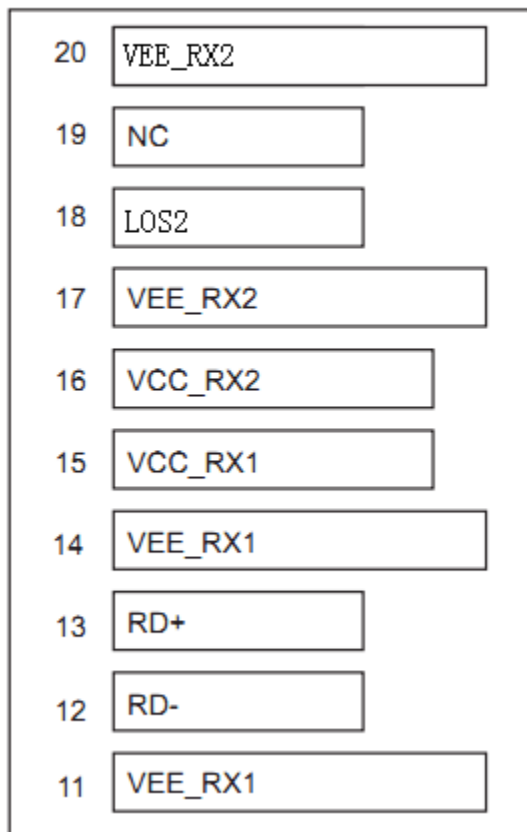 20 VEE_RX2
19 NC
18 LOS2
17 VEE_RX2
16 VCC_RX2
15 VCC_RX1
14 VEE_RX1
13 RD+
12 RD-
11 VEE_RX1